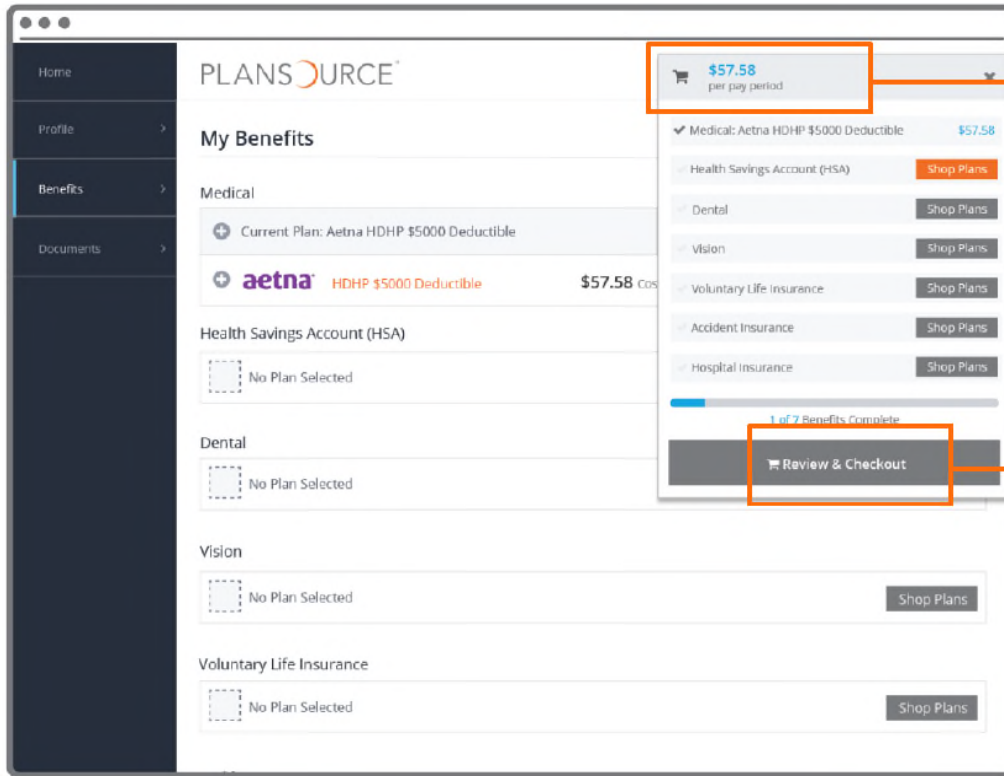 Home
Profile
Benefits
Documents
PLANSOURCE
My Benefits
Medical
Current Plan: Aetna HDHP $5000 Deductible
aetna HDHP $5000 Deductible $57.58 Cos
Health Savings Account (HSA)
No Plan Selected
Dental
No Plan Selected
Vision
No Plan Selected Shop Plans
Voluntary Life Insurance
No Plan Selected Shop Plans
$57.58
per pay period
Medical: Aetna HDHP $5000 Deductible $57.58
Health Savings Account (HSA) Shop Plans
Dental Shop Plans
Vision Shop Plans
Voluntary Life Insurance Shop Plans
Accident Insurance Shop Plans
Hospital Insurance Shop Plans
1 of 7 Benefits Complete
Review & Checkout